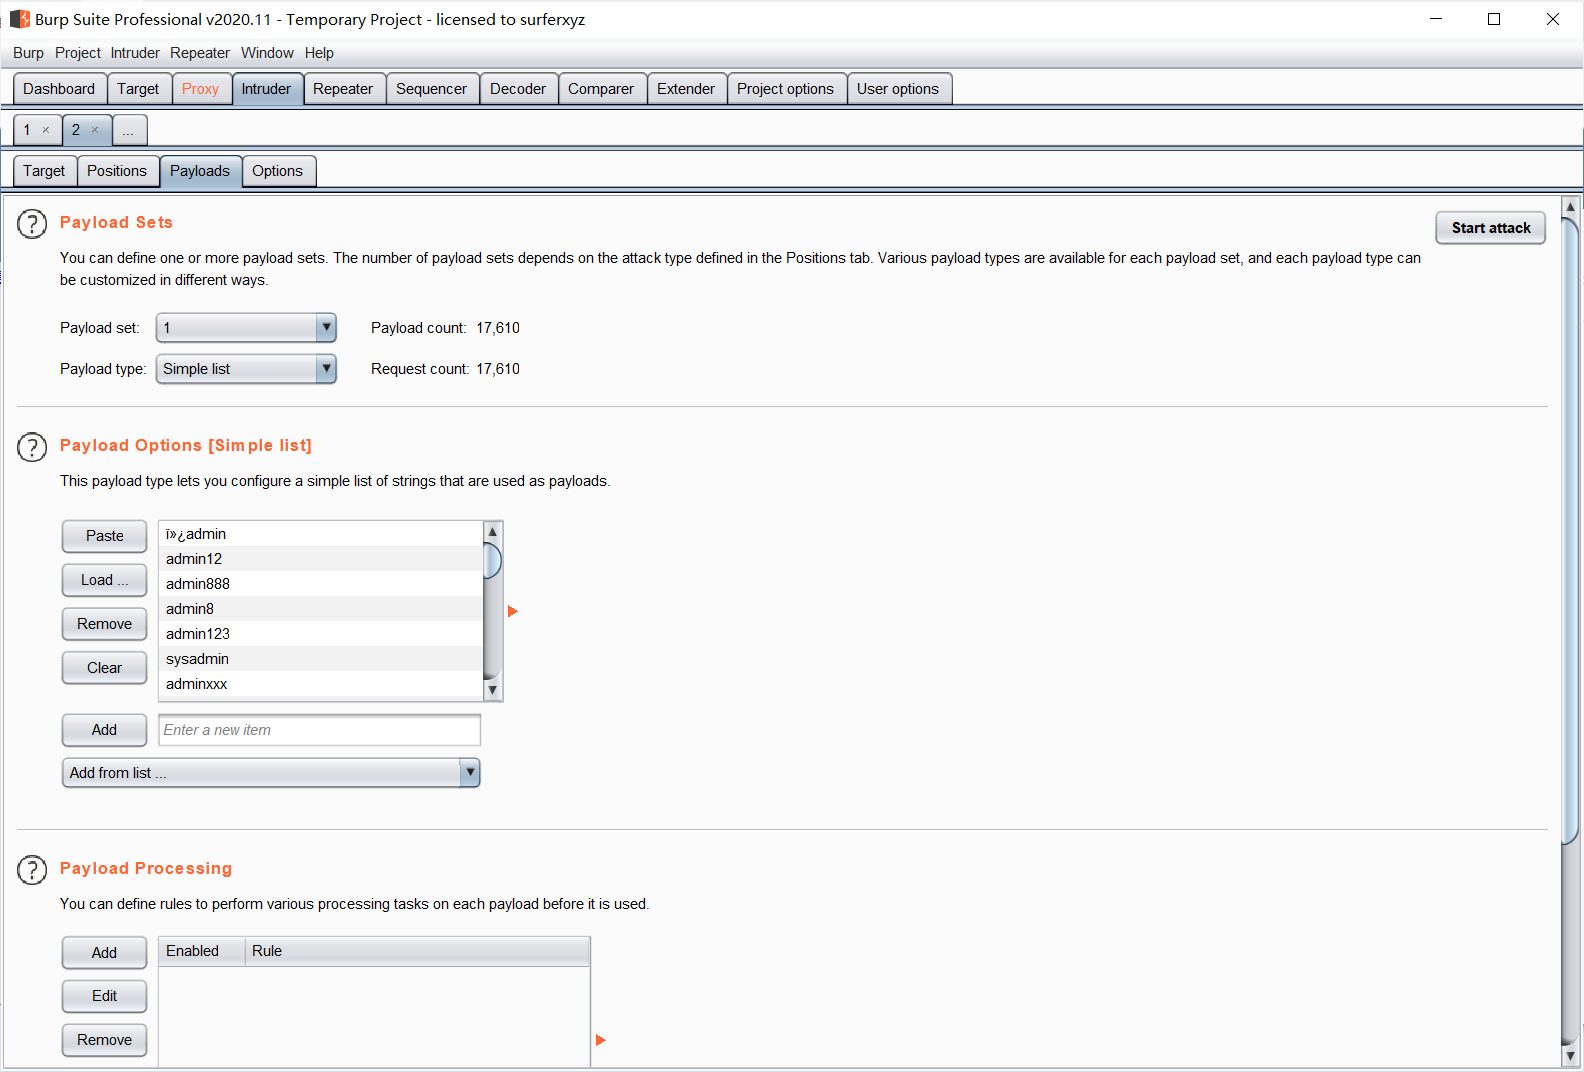 Burp Suite Professional v2020.11 - Temporary Project - licensed to surferxyz
Burp Project Intruder Repeater Window Help
Dashboard Target Proxy Intruder Repeater Sequencer Decoder Comparer Extender Project options User options
1 × 2 × ...
Target Positions Payloads Options
? Payload Sets
Start attack
You can define one or more payload sets. The number of payload sets depends on the attack type defined in the Positions tab. Various payload types are available for each payload set, and each payload type can
be customized in different ways.
Payload set: 1 Payload count: 17,610
Payload type: Simple list Request count: 17,610
? Payload Options [Simple list]
This payload type lets you configure a simple list of strings that are used as payloads.
Paste
Load ...
Remove
Clear
ï»¿admin
admin12
admin888
admin8
admin123
sysadmin
adminxxx
Add Enter a new item
Add from list ...
? Payload Processing
You can define rules to perform various processing tasks on each payload before it is used.
Add
Edit
Remove
Enabled Rule